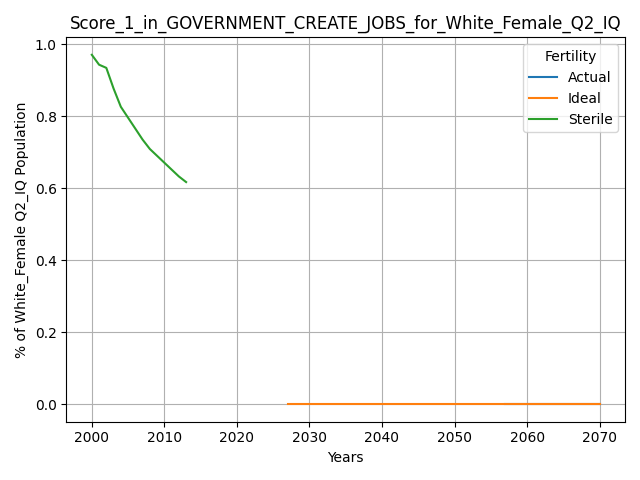 Score_1_in_GOVERNMENT_CREATE_JOBS_for_White_Female_Q2_IQ
% of White_Female Q2_IQ Population
1.0
0.8
0.6
0.4
0.2
0.0
Fertility
Actual
Ideal
Sterile
2000 2010 2020 2030 2040 2050 2060 2070
Years